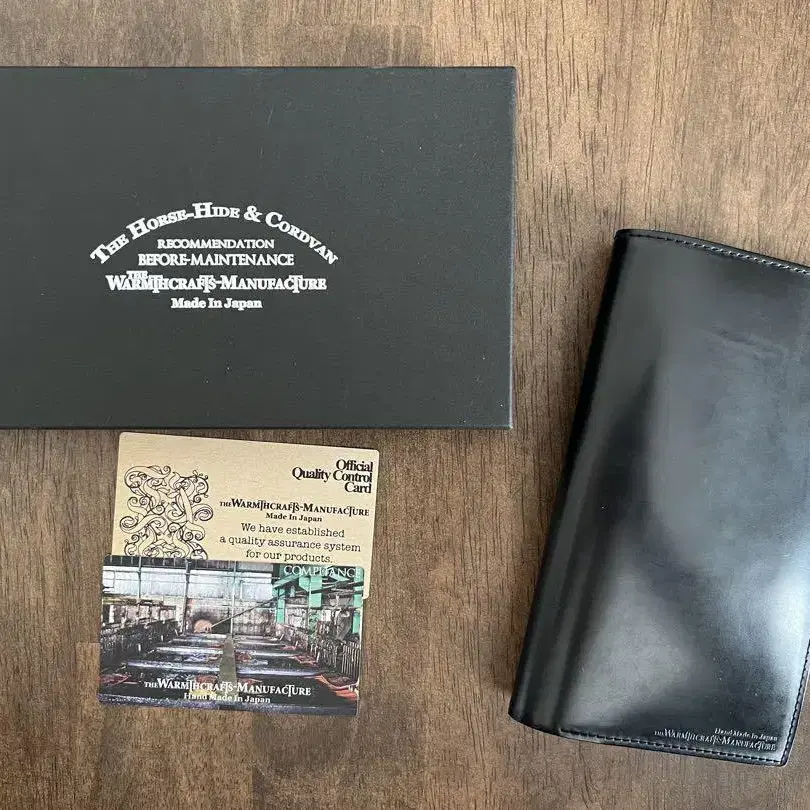 The Horse-Hide & Cordvan
RECOMMENDATION
BEFORE-MAINTENANCE
THE WARMTHCRAFTS-MANUFACTURE
Made In Japan
Official
Quality Control
Card
THE WARMTHCRAFTS-MANUFACTURE
Made In Japan
We have established
a quality assurance system
for our products.
COMPLIANCE
THE WARMTHCRAFTS-MANUFACTURE
Hand Made In Japan
Hand Made In Japan
THE WARMTHCRAFTS-MANUFACTURE